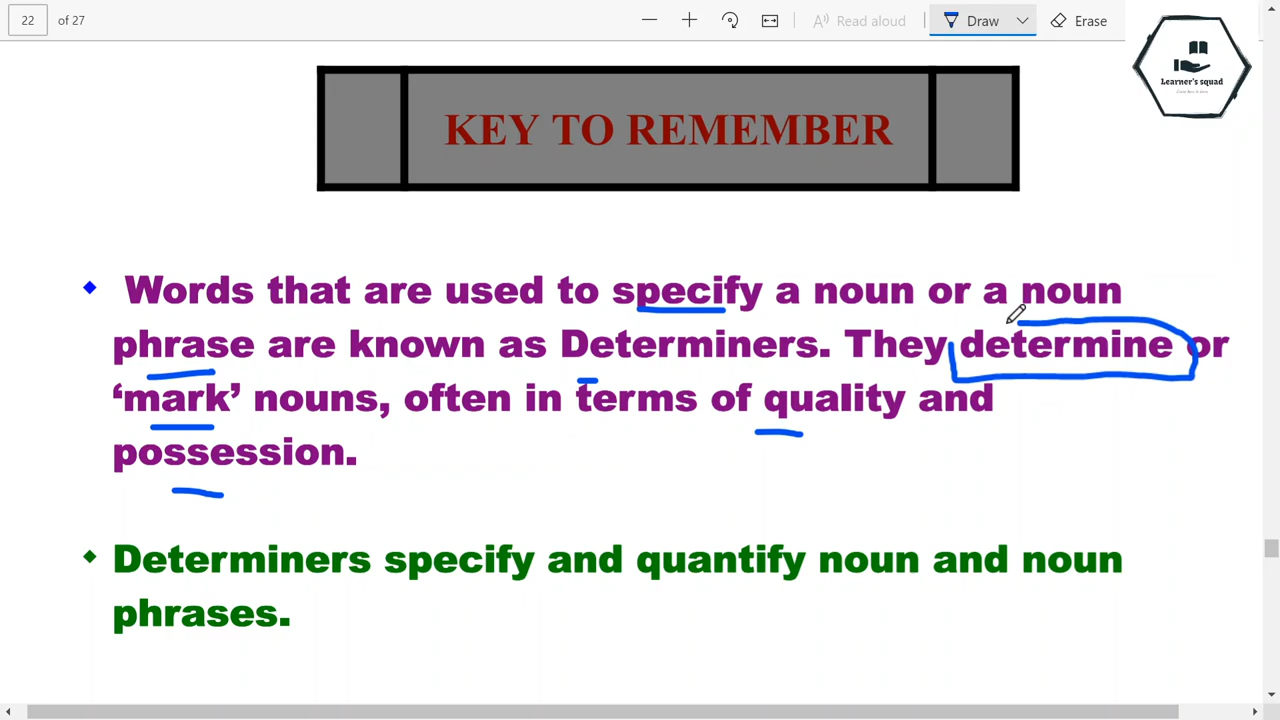 22 of 27 Read aloud Draw Erase
Learner's squad
KEY TO REMEMBER
Words that are used to specify a noun or a noun
phrase are known as Determiners. They determine or
‘mark’ nouns, often in terms of quality and
possession.
Determiners specify and quantify noun and noun
phrases.